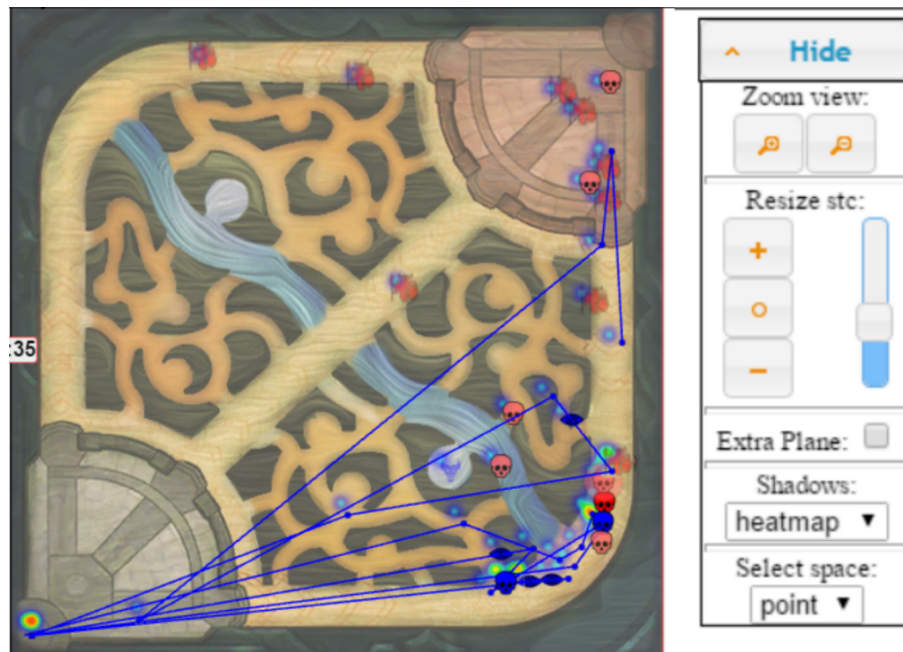 :35
Hide
Zoom view:
Resize stc:
Extra Plane:
Shadows:
heatmap
Select space:
point